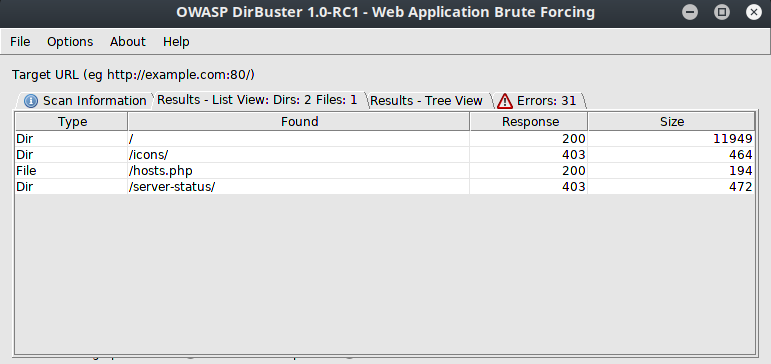 OWASP DirBuster 1.0-RC1 - Web Application Brute Forcing
File Options About Help
Target URL (eg http://example.com:80/)
Scan Information Results - List View: Dirs: 2 Files: 1 Results - Tree View Errors: 31
Type Found Response Size
Dir / 200 11949
Dir /icons/ 403 464
File /hosts.php 200 194
Dir /server-status/ 403 472